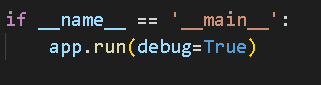 if __name__ == '__main__':
    app.run(debug=True)